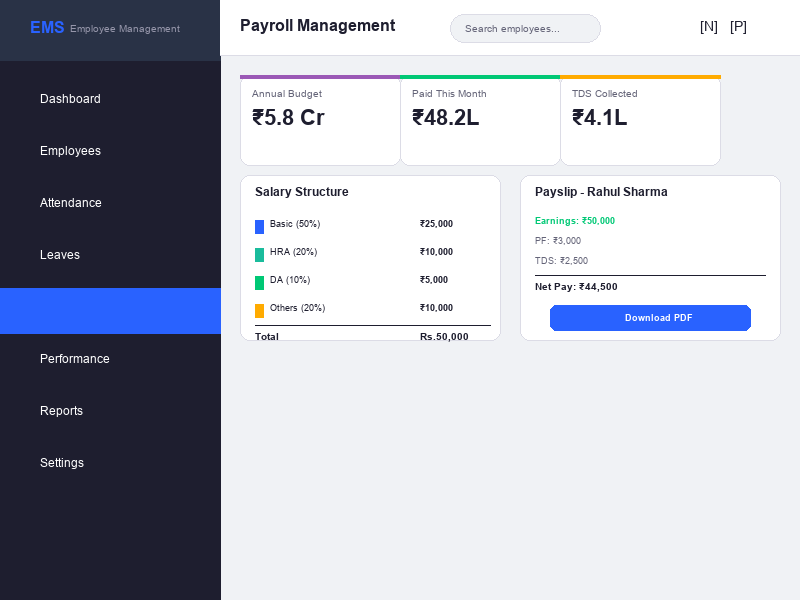 EMS Employee Management
Payroll Management
Search employees...
[N] [P]
Dashboard
Employees
Attendance
Leaves
Performance
Reports
Settings
Annual Budget
₹5.8 Cr
Paid This Month
₹48.2L
TDS Collected
₹4.1L
Salary Structure
Basic (50%) ₹25,000
HRA (20%) ₹10,000
DA (10%) ₹5,000
Others (20%) ₹10,000
Total Rs.50,000
Payslip - Rahul Sharma
Earnings: ₹50,000
PF: ₹3,000
TDS: ₹2,500
Net Pay: ₹44,500
Download PDF